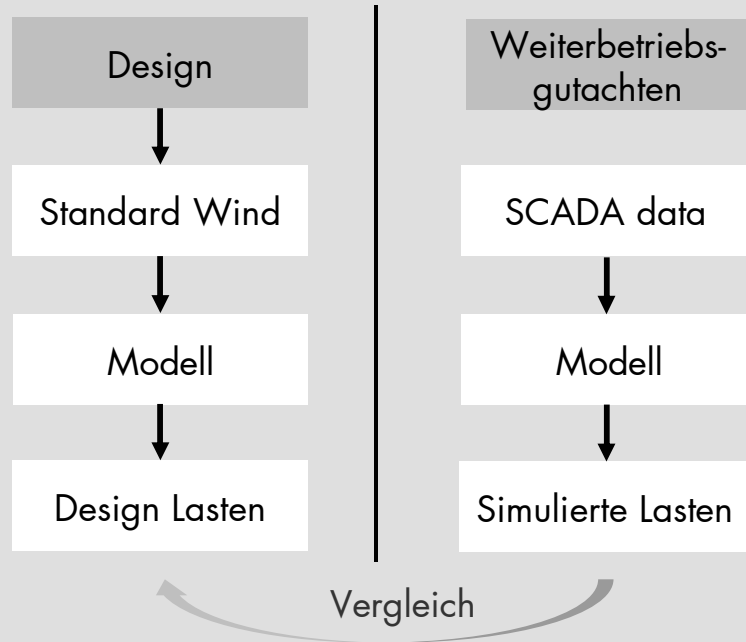 Design
Standard Wind
Modell
Design Lasten
Weiterbetriebs-
gutachten
SCADA data
Modell
Simulierte Lasten
Vergleich